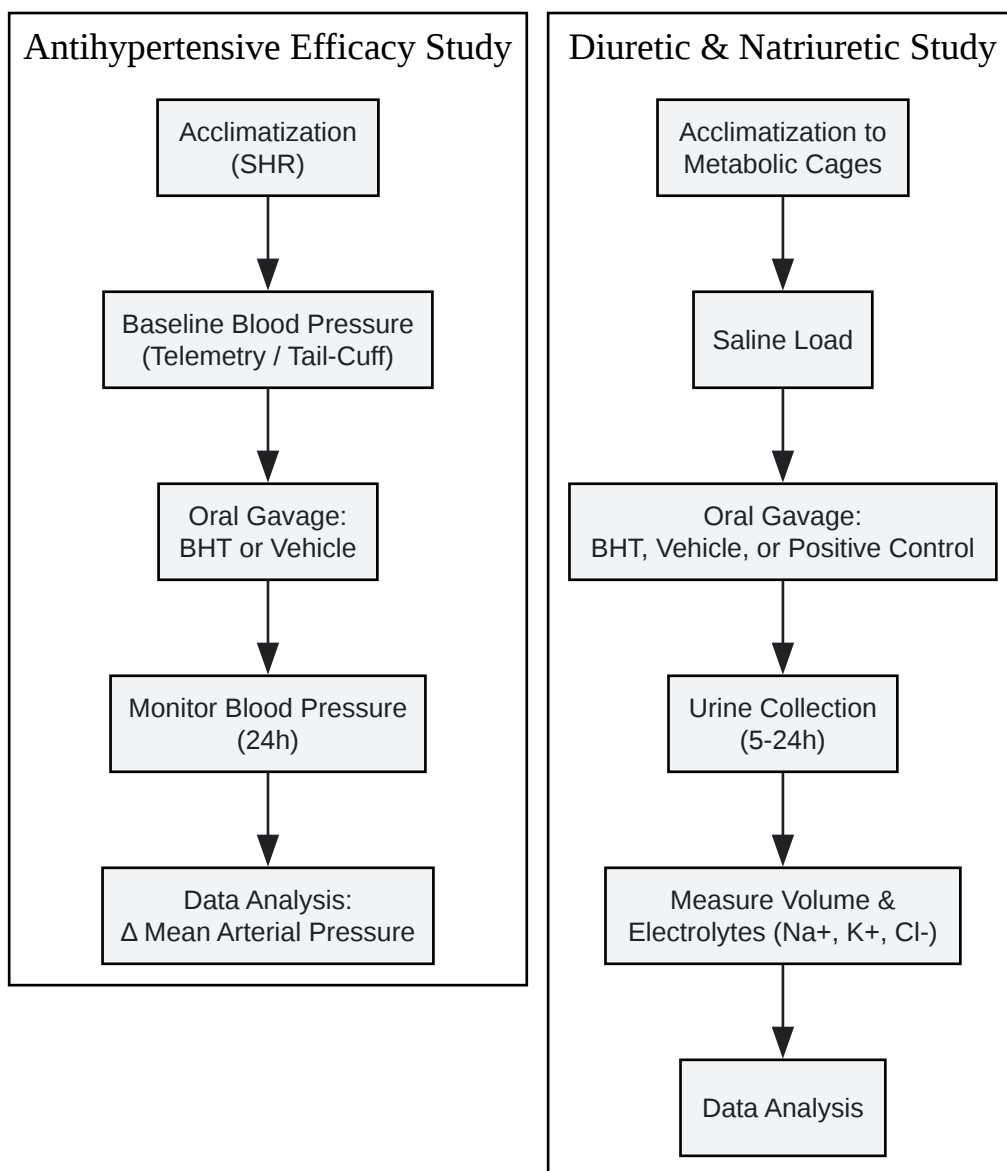 Antihypertensive Efficacy Study
Acclimatization
(SHR)
Baseline Blood Pressure
(Telemetry / Tail-Cuff)
Oral Gavage:
BHT or Vehicle
Monitor Blood Pressure
(24h)
Data Analysis:
Δ Mean Arterial Pressure
Diuretic & Natriuretic Study
Acclimatization to
Metabolic Cages
Saline Load
Oral Gavage:
BHT, Vehicle, or Positive Control
Urine Collection
(5-24h)
Measure Volume &
Electrolytes (Na+, K+, Cl-)
Data Analysis